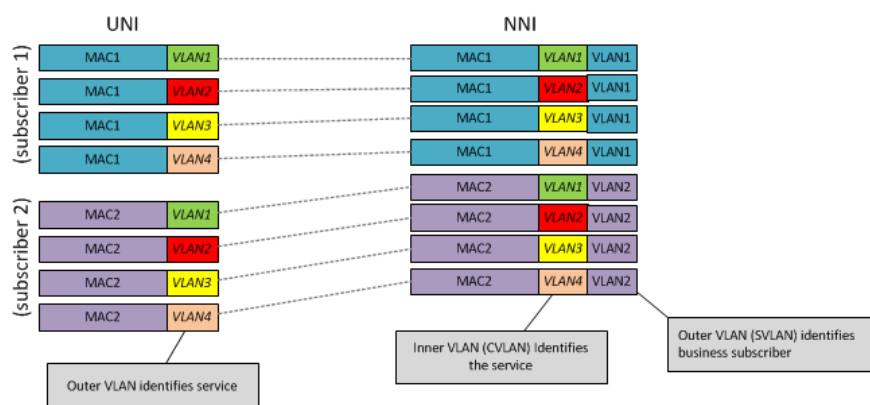 UNI
NNI
(subscriber 1)
MAC1 VLAN1
MAC1 VLAN2
MAC1 VLAN3
MAC1 VLAN4
(subscriber 2)
MAC2 VLAN1
MAC2 VLAN2
MAC2 VLAN3
MAC2 VLAN4
MAC1 VLAN1 VLAN1
MAC1 VLAN2 VLAN1
MAC1 VLAN3 VLAN1
MAC1 VLAN4 VLAN1
MAC2 VLAN1 VLAN2
MAC2 VLAN2 VLAN2
MAC2 VLAN3 VLAN2
MAC2 VLAN4 VLAN2
Outer VLAN identifies service
Inner VLAN (CVLAN) Identifies
the service
Outer VLAN (SVLAN) identifies
business subscriber